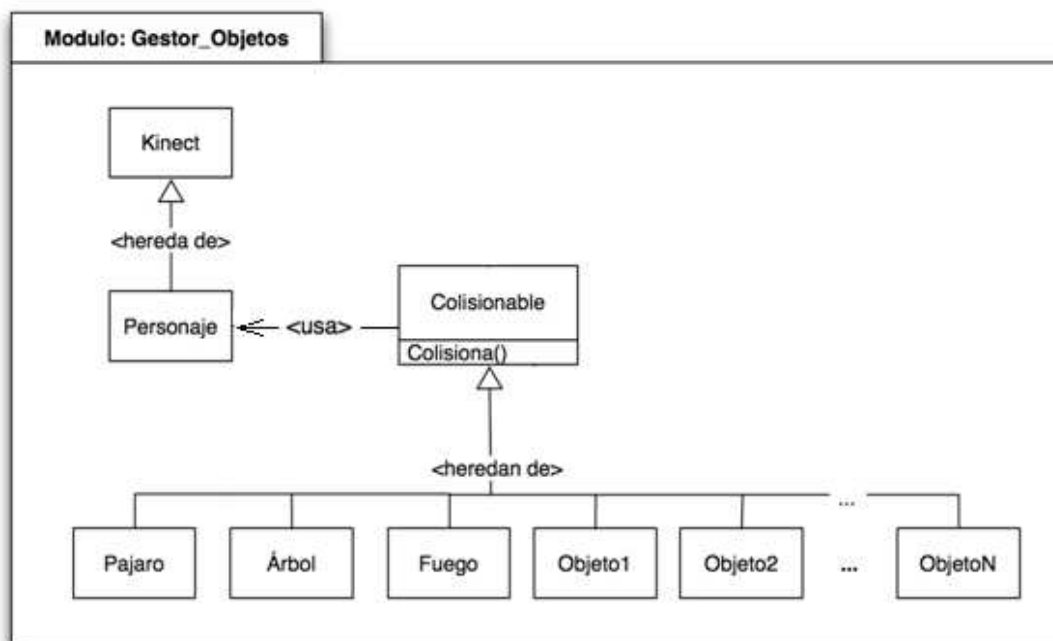 Modulo: Gestor_Objetos
Kinect
<hereda de>
Personaje
<usa>
Colisionable
Colisiona()
<heredan de>
...
Pajaro
Árbol
Fuego
Objeto1
Objeto2
...
ObjetoN